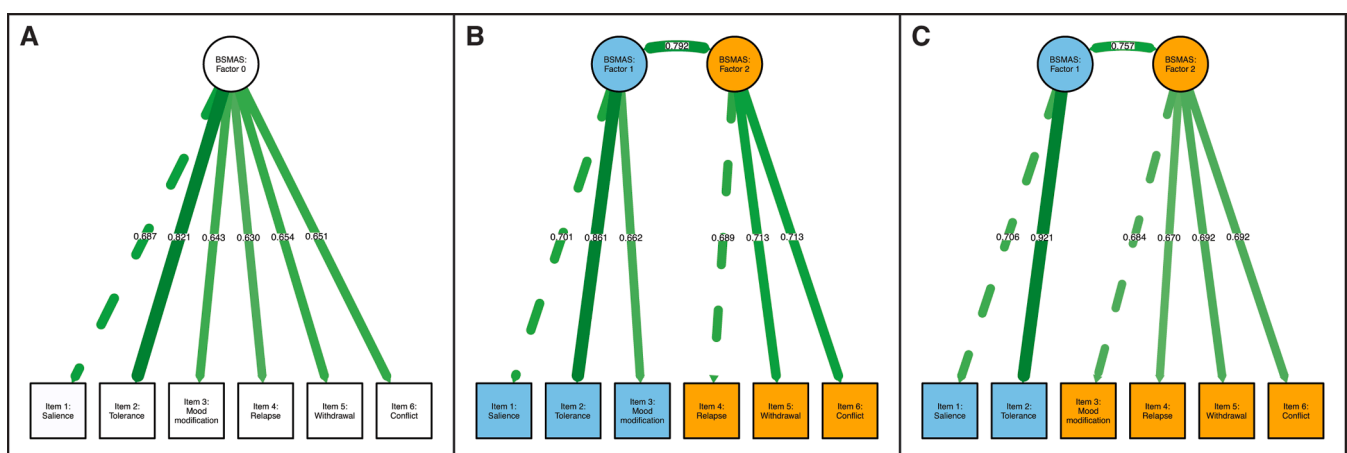 A
BSMAS:
Factor 0
0.687
0.821
0.643
0.630
0.654
0.651
Item 1:
Salience
Item 2:
Tolerance
Item 3:
Mood
modification
Item 4:
Relapse
Item 5:
Withdrawal
Item 6:
Conflict
B
BSMAS:
Factor 1
0.792
BSMAS:
Factor 2
0.701
0.861
0.662
0.689
0.713
0.713
Item 1:
Salience
Item 2:
Tolerance
Item 3:
Mood
modification
Item 4:
Relapse
Item 5:
Withdrawal
Item 6:
Conflict
C
BSMAS:
Factor 1
0.757
BSMAS:
Factor 2
0.706
0.921
0.684
0.670
0.692
0.692
Item 1:
Salience
Item 2:
Tolerance
Item 3:
Mood
modification
Item 4:
Relapse
Item 5:
Withdrawal
Item 6:
Conflict